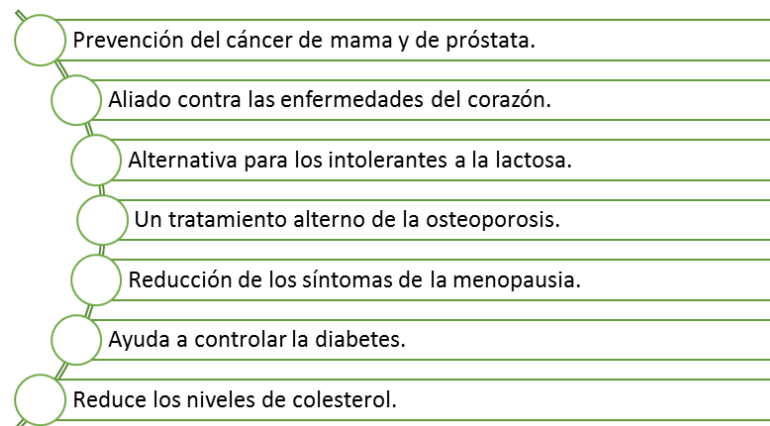 Prevención del cáncer de mama y de próstata.
Aliado contra las enfermedades del corazón.
Alternativa para los intolerantes a la lactosa.
Un tratamiento alterno de la osteoporosis.
Reducción de los síntomas de la menopausia.
Ayuda a controlar la diabetes.
Reduce los niveles de colesterol.